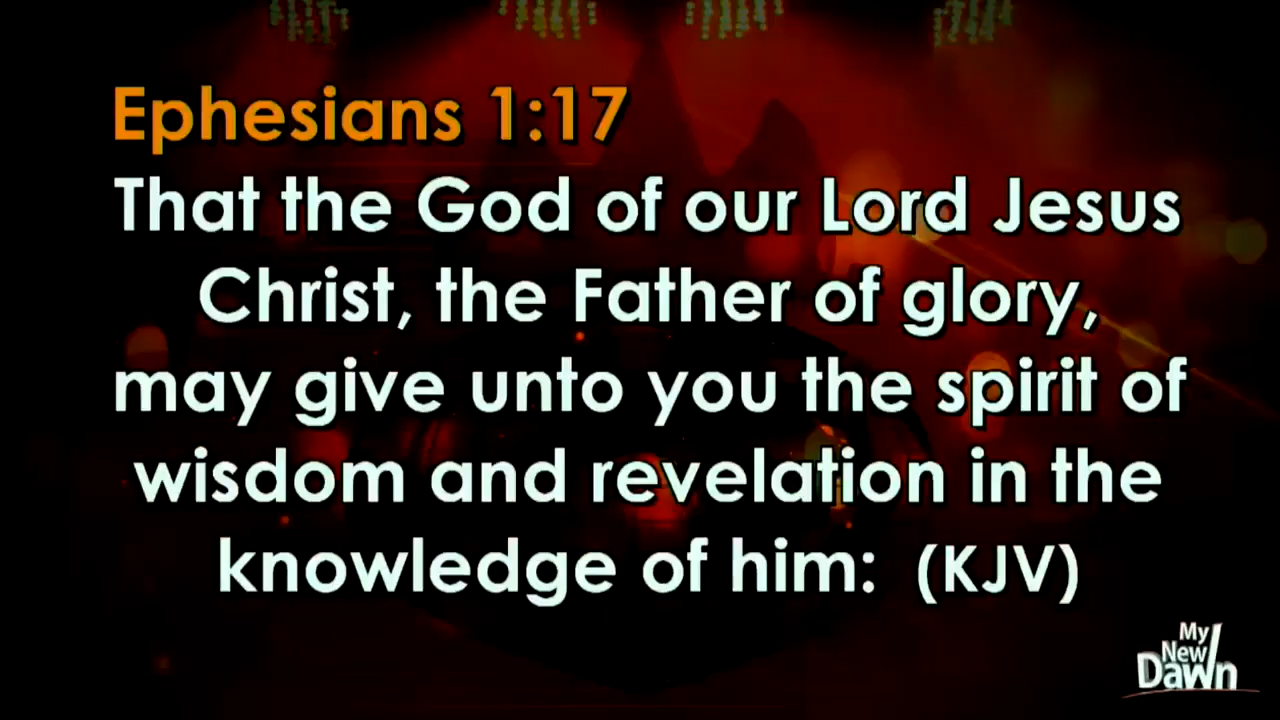 Ephesians 1:17
That the God of our Lord Jesus
Christ, the Father of glory,
may give unto you the spirit of
wisdom and revelation in the
knowledge of him: (KJV)
My
New
Dawn